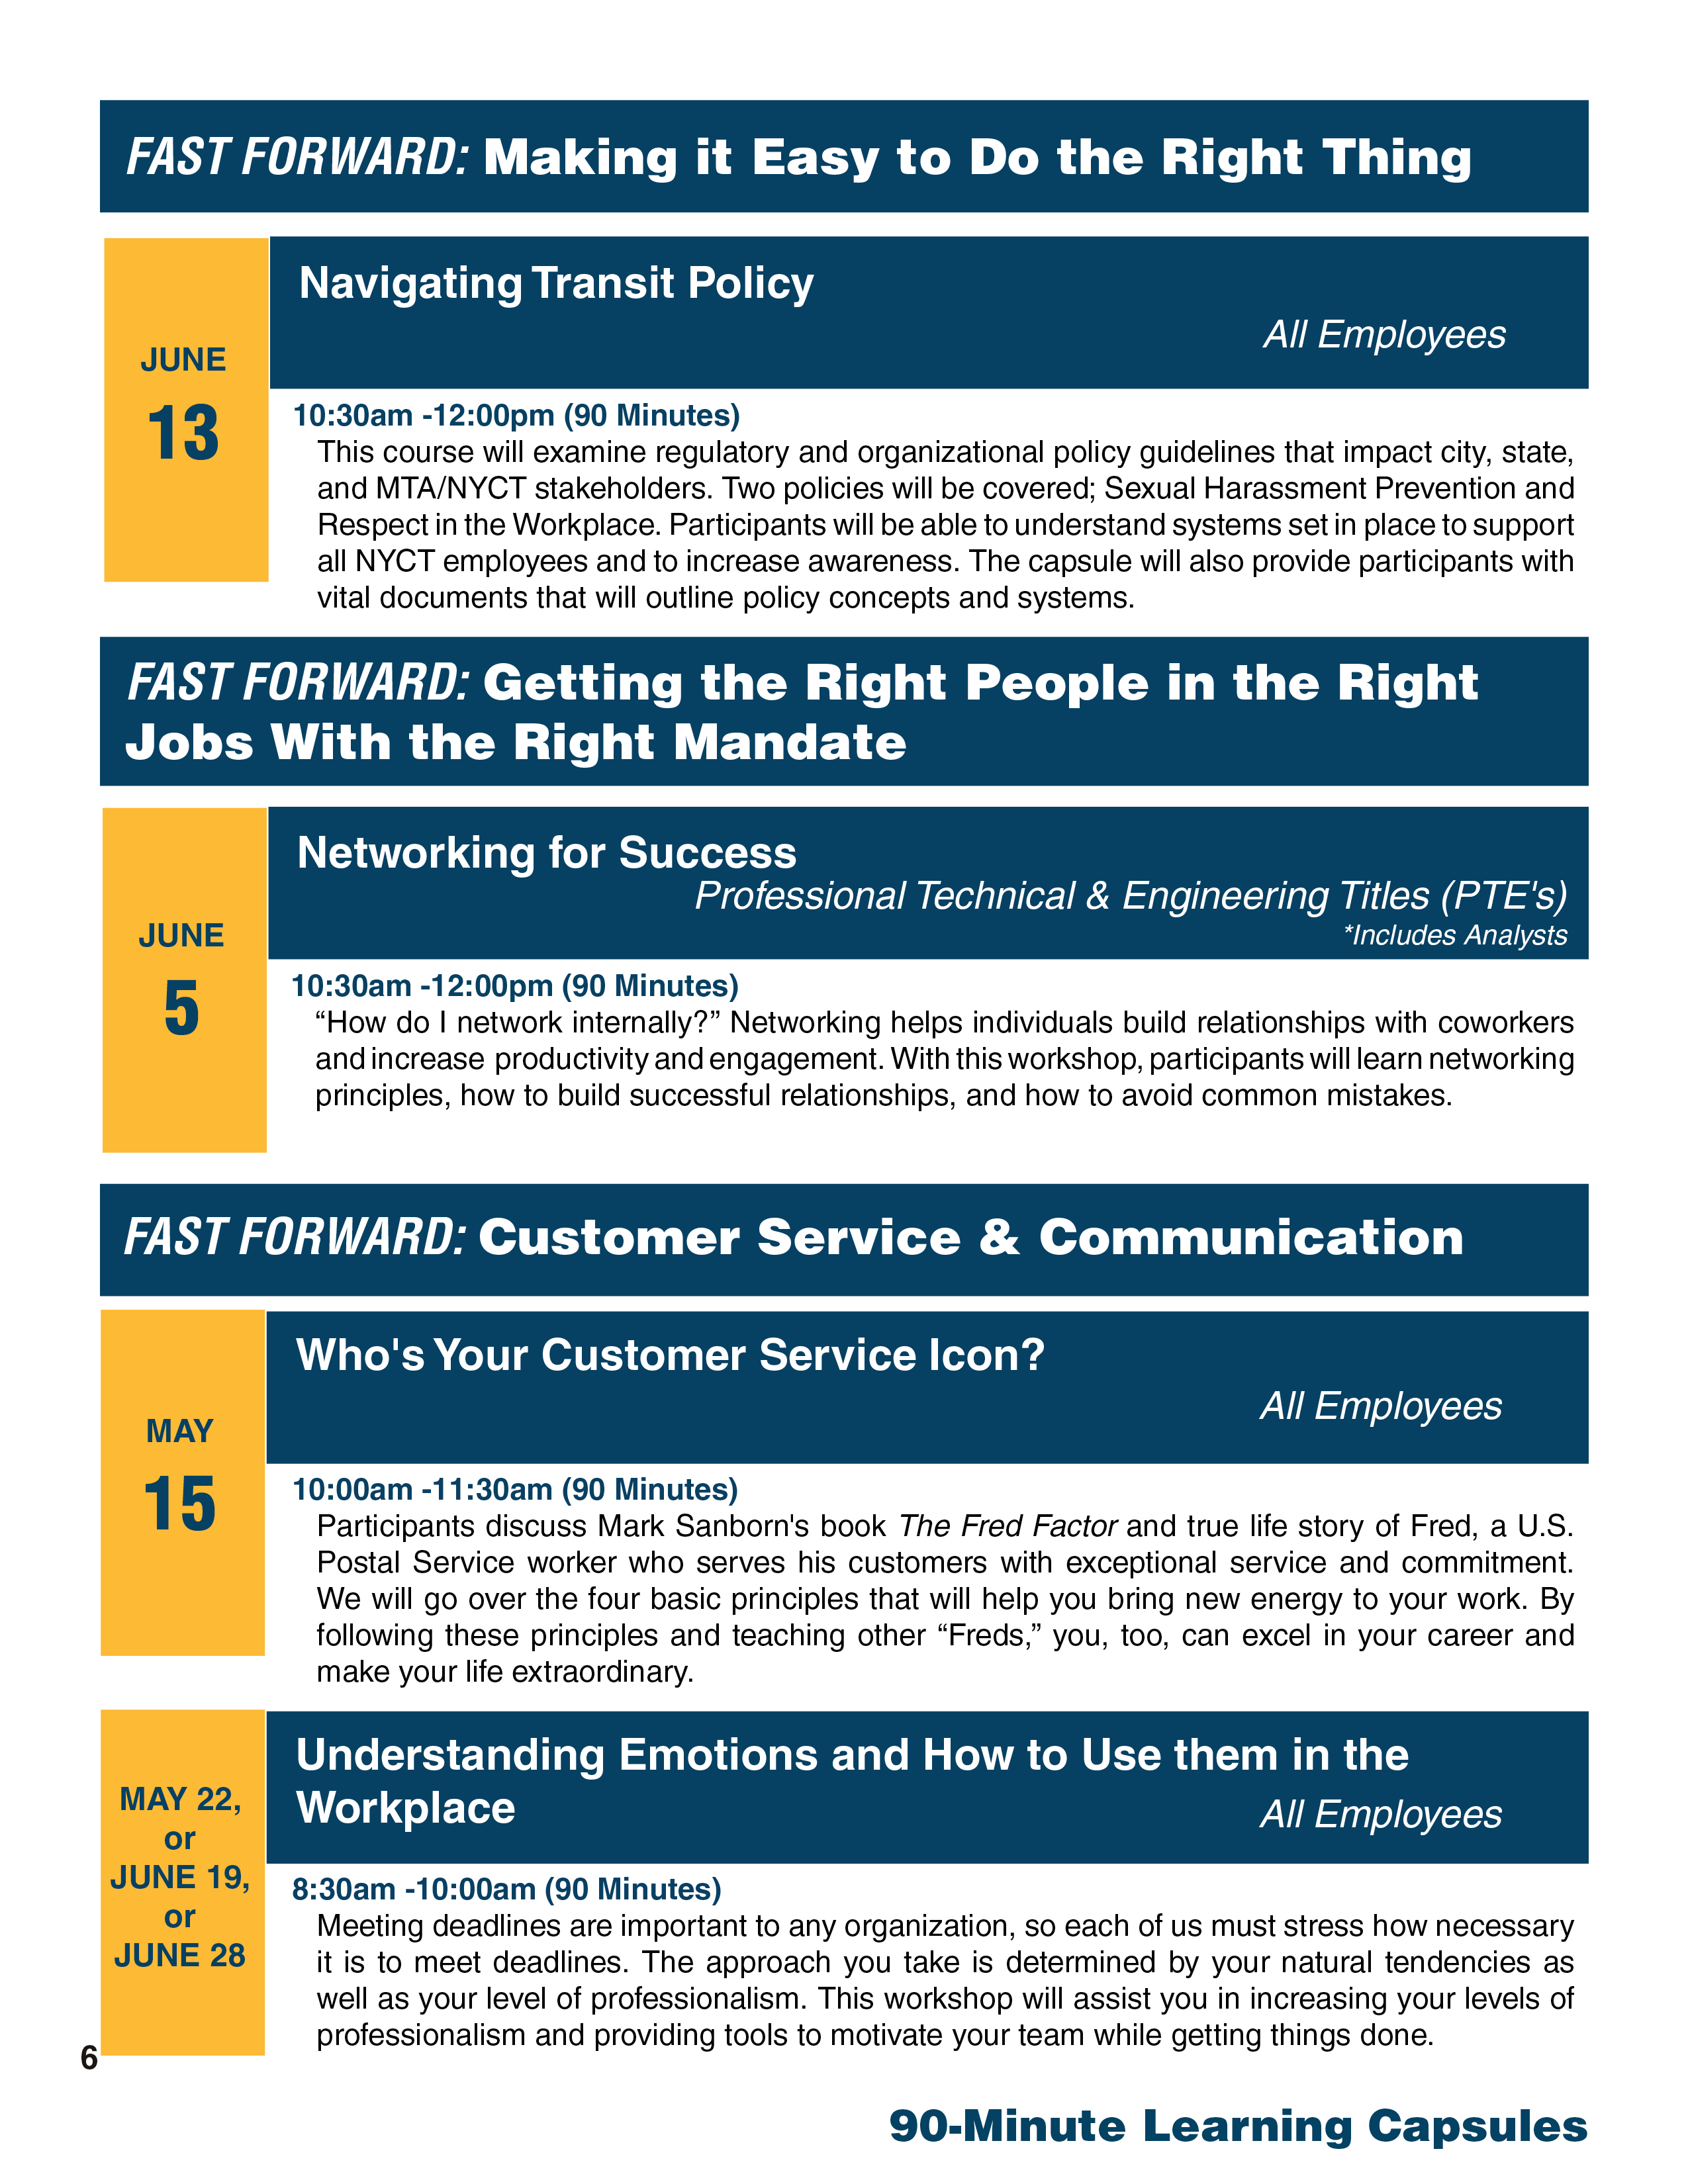 FAST FORWARD: Making it Easy to Do the Right Thing
JUNE
13
Navigating Transit Policy
All Employees
10:30am -12:00pm (90 Minutes)
This course will examine regulatory and organizational policy guidelines that impact city, state,
and MTA/NYCT stakeholders. Two policies will be covered; Sexual Harassment Prevention and
Respect in the Workplace. Participants will be able to understand systems set in place to support
all NYCT employees and to increase awareness. The capsule will also provide participants with
vital documents that will outline policy concepts and systems.
FAST FORWARD: Getting the Right People in the Right
Jobs With the Right Mandate
JUNE
5
Networking for Success
Professional Technical & Engineering Titles (PTE's)
*Includes Analysts
10:30am -12:00pm (90 Minutes)
“How do I network internally?” Networking helps individuals build relationships with coworkers
and increase productivity and engagement. With this workshop, participants will learn networking
principles, how to build successful relationships, and how to avoid common mistakes.
FAST FORWARD: Customer Service & Communication
MAY
15
Who's Your Customer Service Icon?
All Employees
10:00am -11:30am (90 Minutes)
Participants discuss Mark Sanborn's book The Fred Factor and true life story of Fred, a U.S.
Postal Service worker who serves his customers with exceptional service and commitment.
We will go over the four basic principles that will help you bring new energy to your work. By
following these principles and teaching other “Freds,” you, too, can excel in your career and
make your life extraordinary.
MAY 22,
or
JUNE 19,
or
JUNE 28
Understanding Emotions and How to Use them in the
Workplace
All Employees
8:30am -10:00am (90 Minutes)
Meeting deadlines are important to any organization, so each of us must stress how necessary
it is to meet deadlines. The approach you take is determined by your natural tendencies as
well as your level of professionalism. This workshop will assist you in increasing your levels of
professionalism and providing tools to motivate your team while getting things done.
6
90-Minute Learning Capsules